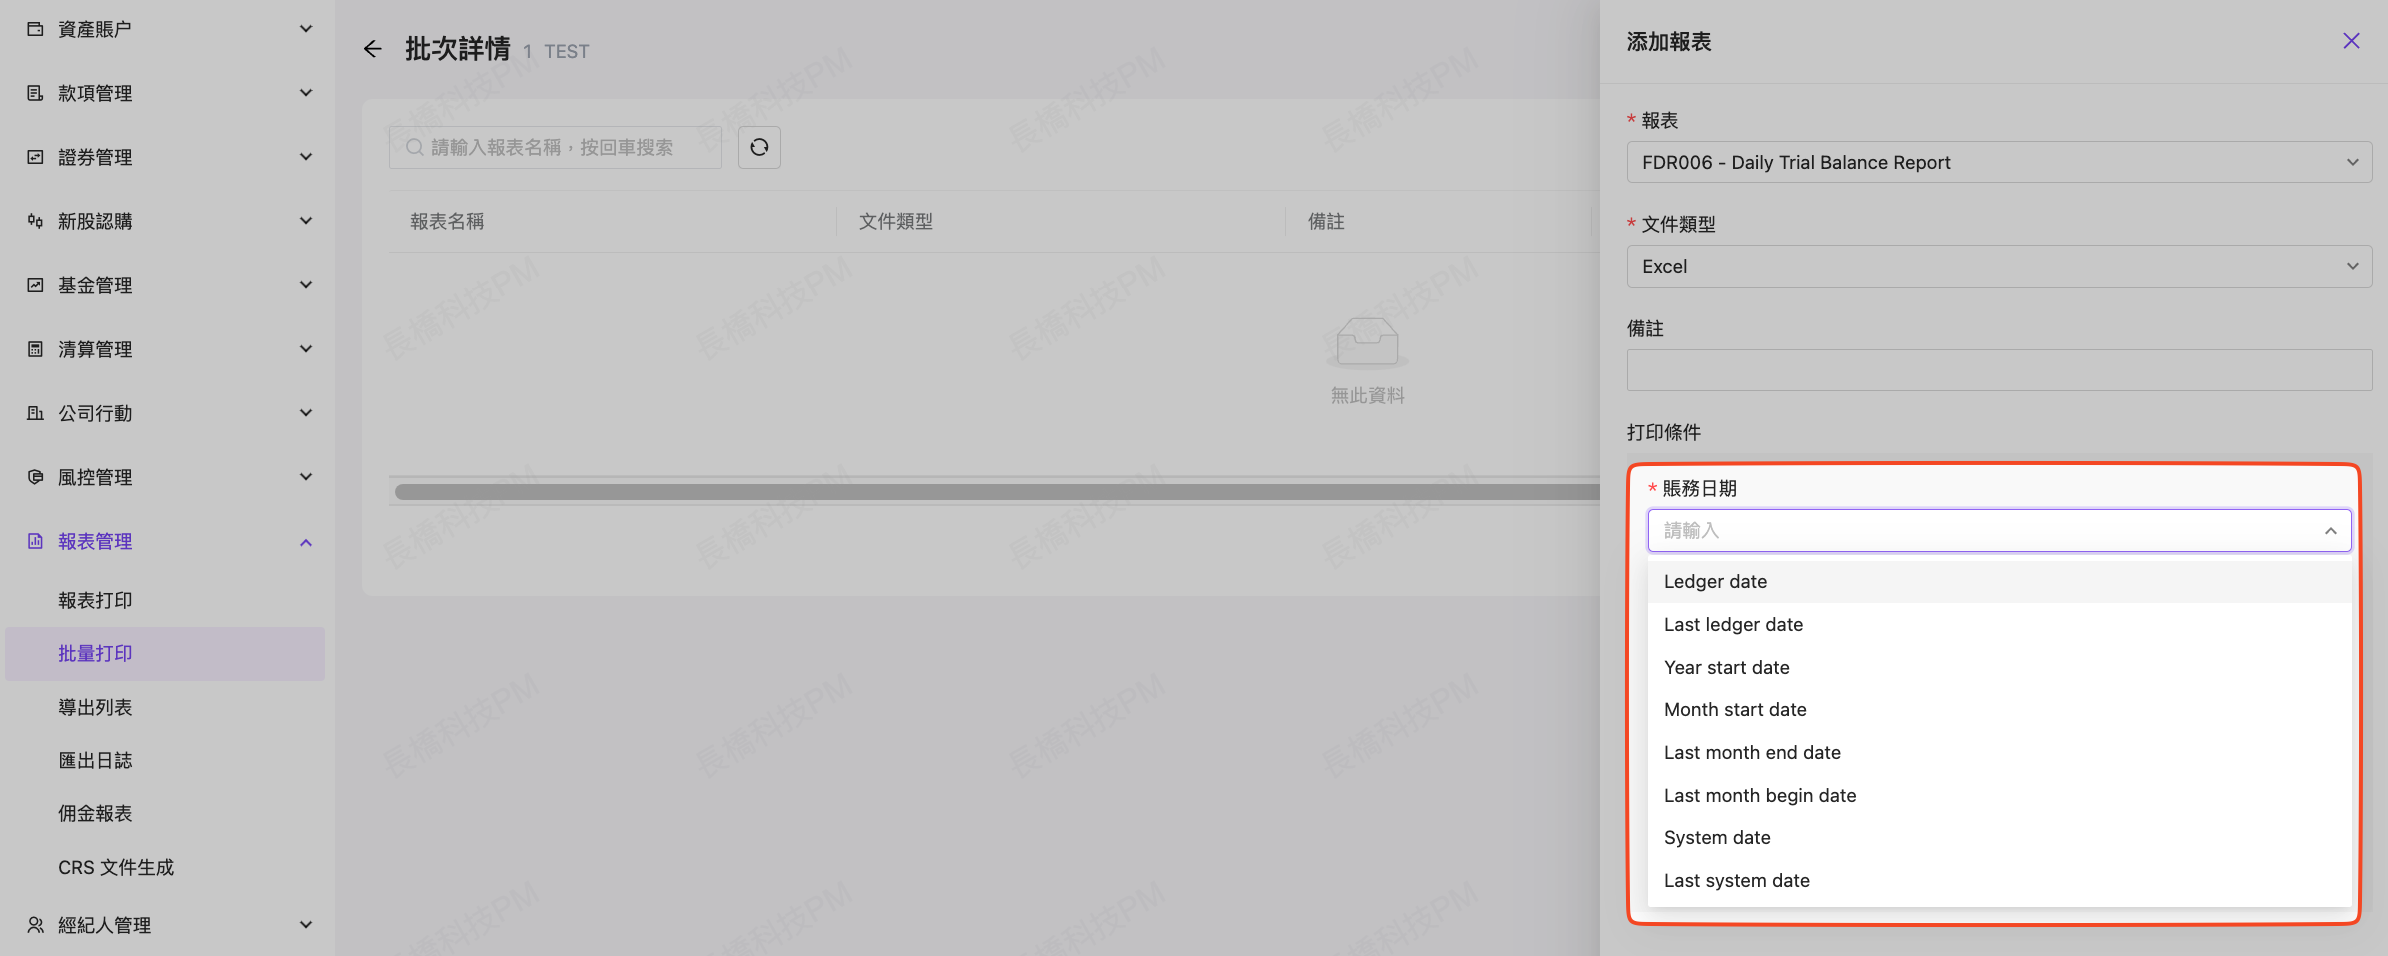 資產賬户
款項管理
證券管理
新股認購
基金管理
清算管理
公司行動
風控管理
報表管理
報表打印
批量打印
導出列表
匯出日誌
佣金報表
CRS 文件生成
經紀人管理
批次詳情 1 TEST
請輸入報表名稱，按回車搜索
報表名稱 文件類型 備註
無此資料
長橋科技PM
添加報表
* 報表
FDR006 - Daily Trial Balance Report
* 文件類型
Excel
備註
打印條件
* 賬務日期
請輸入
Ledger date
Last ledger date
Year start date
Month start date
Last month end date
Last month begin date
System date
Last system date